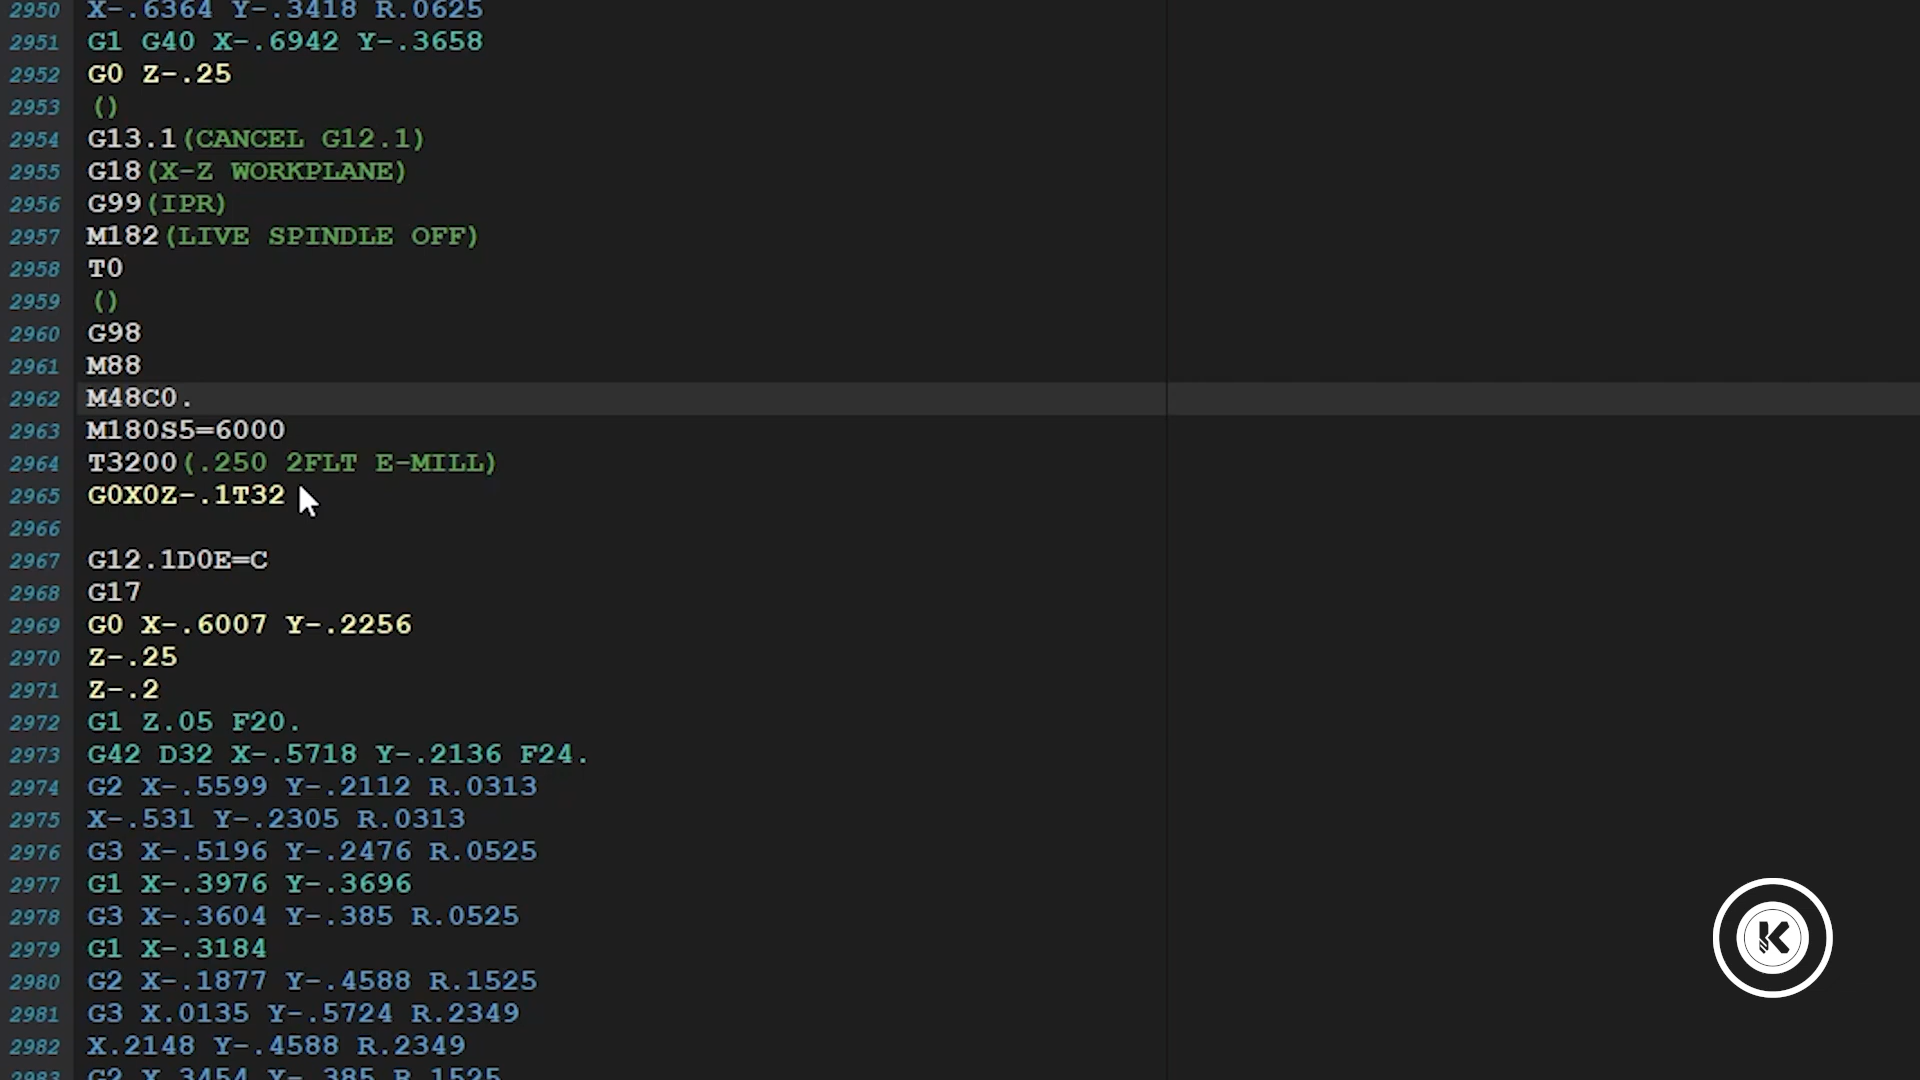 2950 X-.6364 Y-.3418 R.0625
2951 G1 G40 X-.6942 Y-.3658
2952 G0 Z-.25
2953 ()
2954 G13.1(CANCEL G12.1)
2955 G18(X-Z WORKPLANE)
2956 G99(IPR)
2957 M182(LIVE SPINDLE OFF)
2958 T0
2959 ()
2960 G98
2961 M88
2962 M48C0.
2963 M180S5=6000
2964 T3200(.250 2FLT E-MILL)
2965 G0X0Z-.1T32
2966
2967 G12.1D0E=C
2968 G17
2969 G0 X-.6007 Y-.2256
2970 Z-.25
2971 Z-.2
2972 G1 Z.05 F20.
2973 G42 D32 X-.5718 Y-.2136 F24.
2974 G2 X-.5599 Y-.2112 R.0313
2975 X-.531 Y-.2305 R.0313
2976 G3 X-.5196 Y-.2476 R.0525
2977 G1 X-.3976 Y-.3696
2978 G3 X-.3604 Y-.385 R.0525
2979 G1 X-.3184
2980 G2 X-.1877 Y-.4588 R.1525
2981 G3 X.0135 Y-.5724 R.2349
2982 X.2148 Y-.4588 R.2349
2983 G2 X.3454 Y-.385 R.1525
K